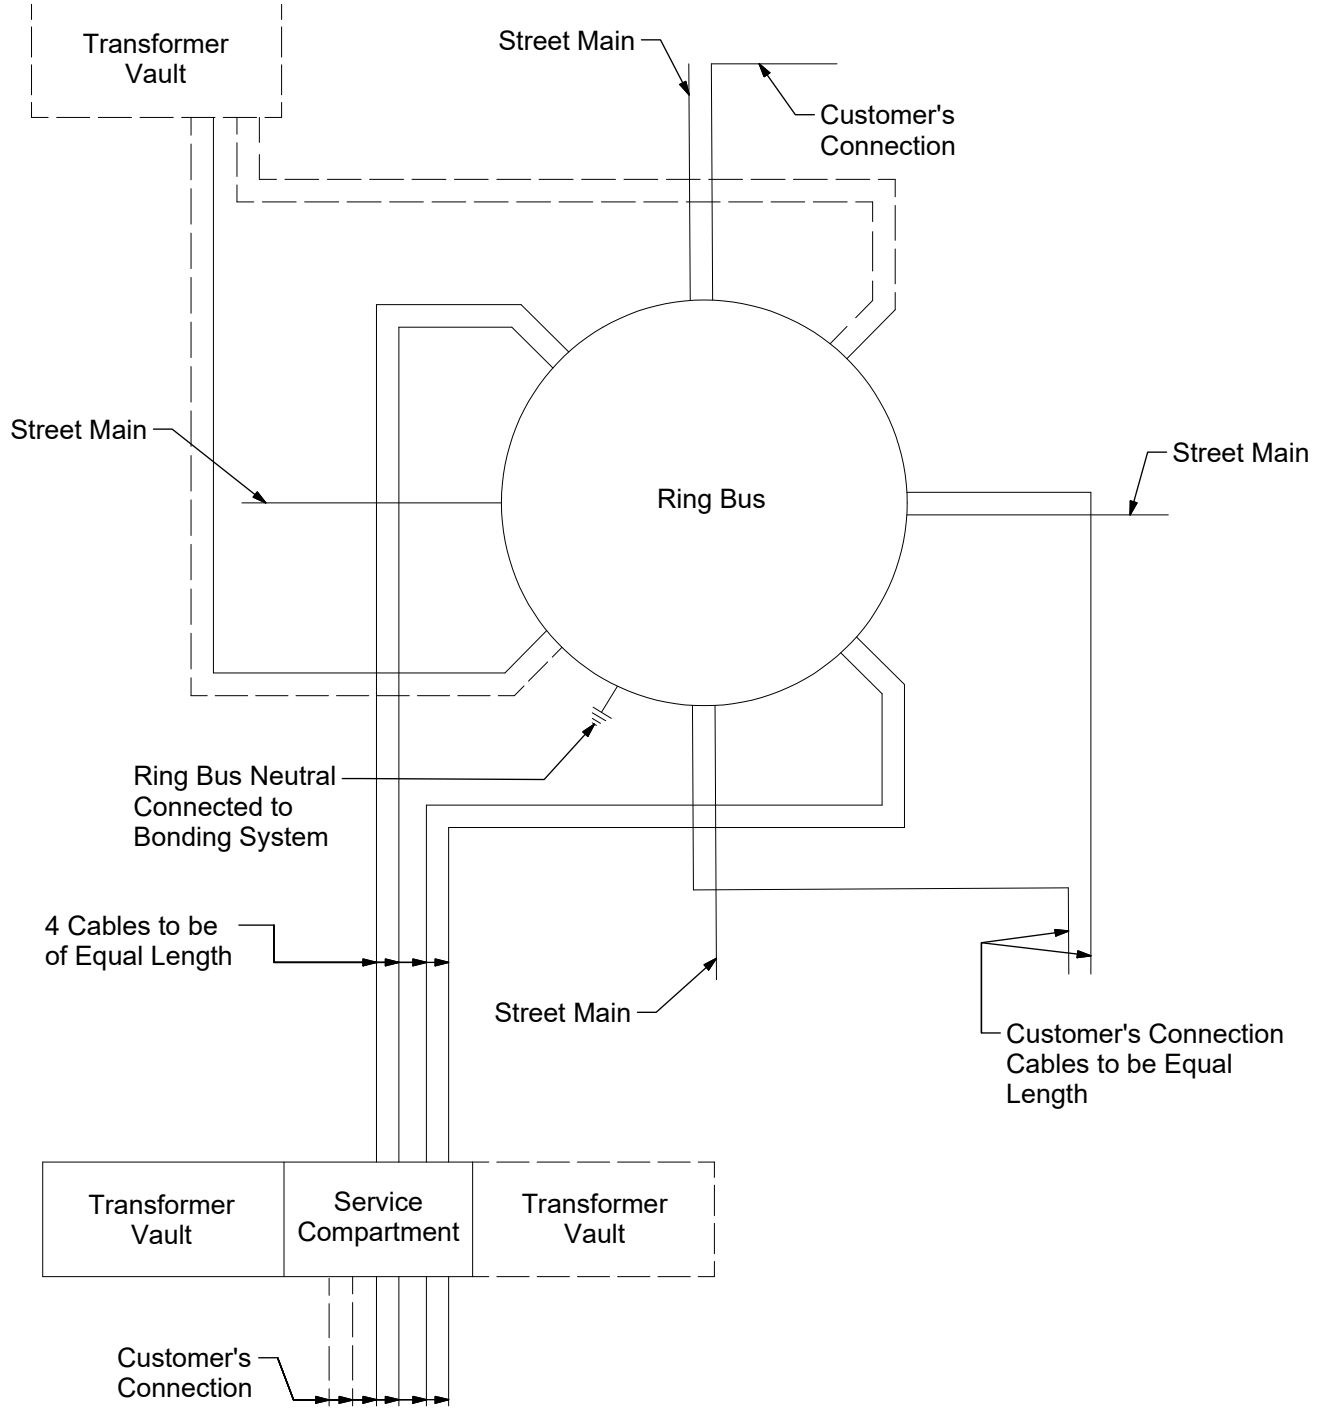 Transformer
Vault
Street Main
Customer's
Connection
Street Main
Street Main
Ring Bus
Ring Bus Neutral
Connected to
Bonding System
4 Cables to be
of Equal Length
Street Main
Customer's Connection
Cables to be Equal
Length
Transformer
Vault
Service
Compartment
Transformer
Vault
Customer's
Connection